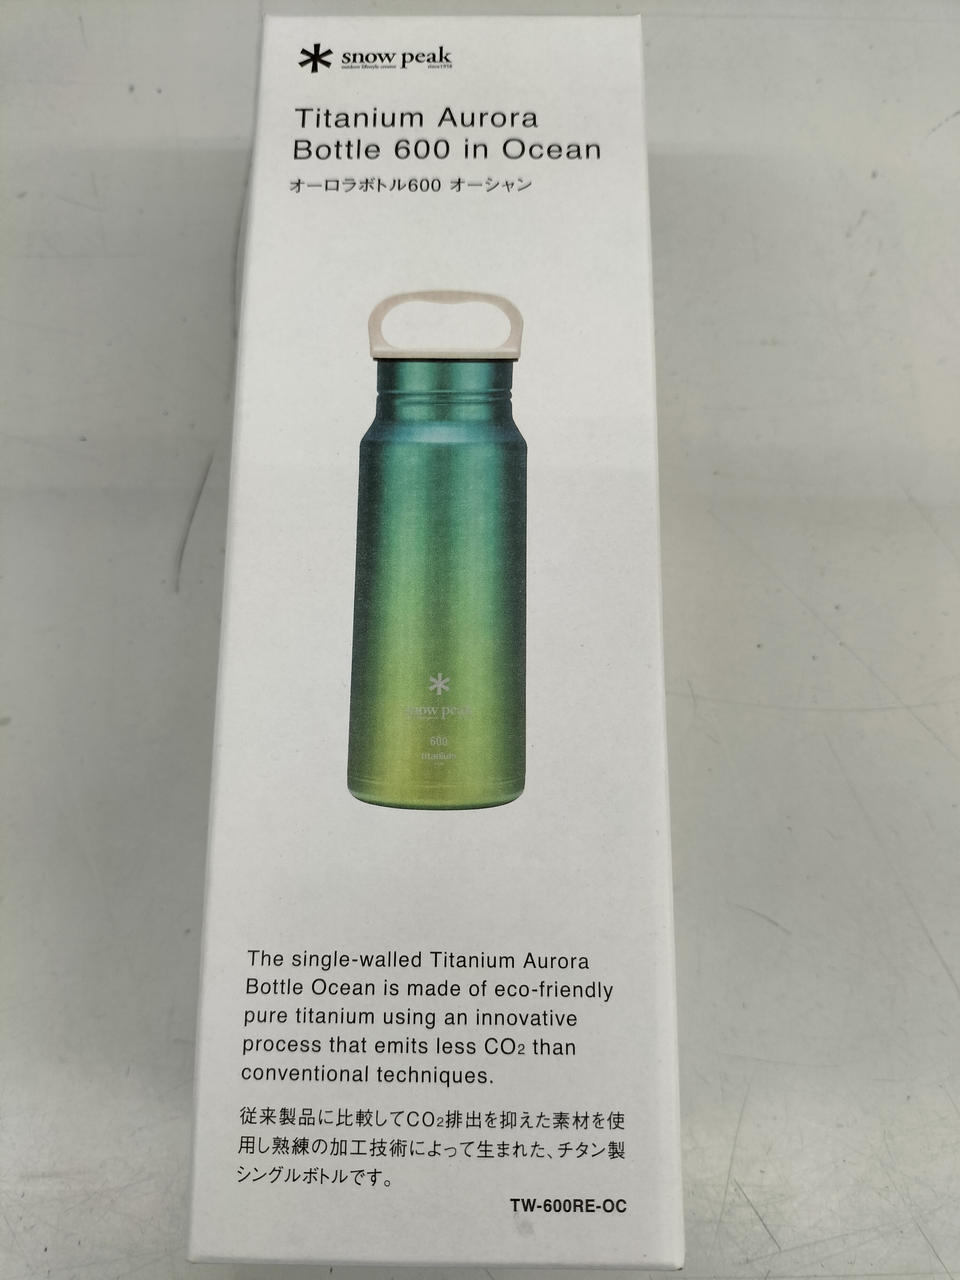 snow peak
outdoor lifestyle creator since1958
Titanium Aurora
Bottle 600 in Ocean
オーロラボトル600 オーシャン
snow peak
600
titanium
The single-walled Titanium Aurora
Bottle Ocean is made of eco-friendly
pure titanium using an innovative
process that emits less CO₂ than
conventional techniques.
従来製品に比較してCO₂排出を抑えた素材を使
用し熟練の加工技術によって生まれた、チタン製
シングルボトルです。
TW-600RE-OC